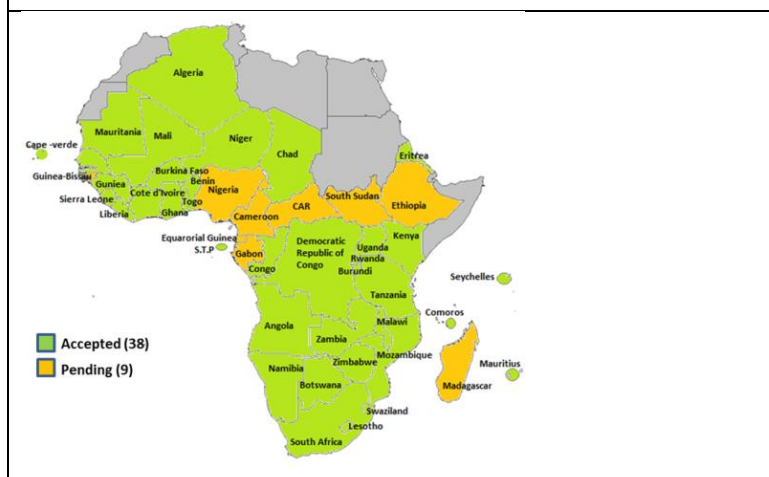 Algeria
Mauritania
Mali
Niger
Chad
Cape -verde
Eritrea
Guinea-Bissau
Guniea
Burkina Faso
Benin
Nigeria
South Sudan
Ethiopia
Sierra Leone
Cote d'Ivoire
Togo
CAR
Liberia
Ghana
Cameroon
Equarorial Guinea
S.T.P
Gabon
Congo
Democratic
Republic of
Congo
Uganda
Kenya
Rwanda
Burundi
Seychelles
Tanzania
Comoros
Angola
Malawi
Zambia
Mozambique
Mauritius
Zimbabwe
Madagascar
Namibia
Botswana
Swaziland
Lesotho
South Africa
Accepted (38)
Pending (9)